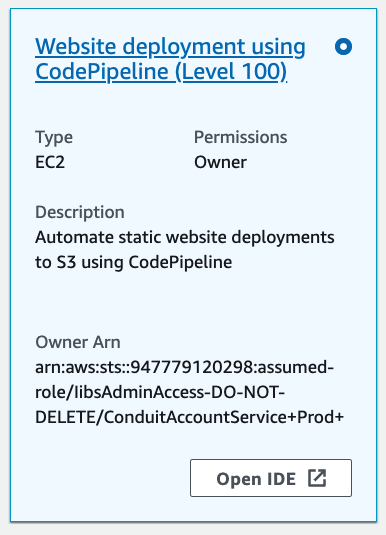 Website deployment using
CodePipeline (Level 100)
Type
Permissions
EC2
Owner
Description
Automate static website deployments
to S3 using CodePipeline
Owner Arn
arn:aws:sts::947779120298:assumed-
role/IibsAdminAccess-DO-NOT-
DELETE/ConduitAccountService+Prod+
Open IDE